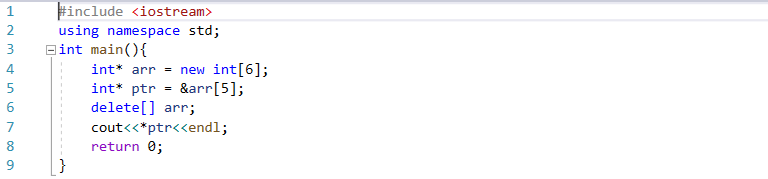 1 #include <iostream>
2 using namespace std;
3 int main(){
4 int* arr = new int[6];
5 int* ptr = &arr[5];
6 delete[] arr;
7 cout<<*ptr<<endl;
8 return 0;
9 }